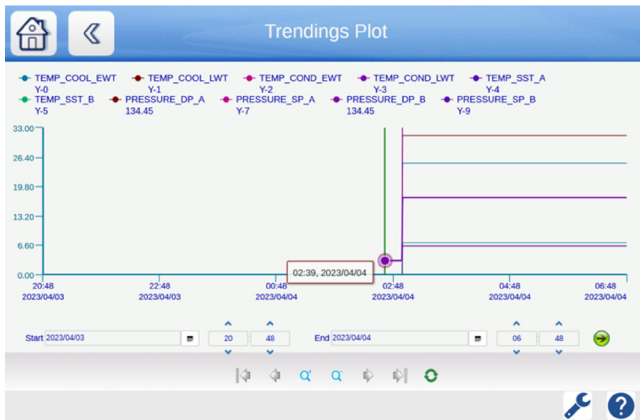 Trendings Plot
TEMP_COOL_EWT TEMP_COOL_LWT TEMP_COND_EWT TEMP_COND_LWT TEMP_SST_A
Y-0 Y-1 Y-2 Y-3 Y-4
TEMP_SST_B PRESSURE_DP_A PRESSURE_SP_A PRESSURE_DP_B PRESSURE_SP_B
Y-5 134.45 Y-7 134.45 Y-9
33.00
26.40
19.80
13.20
6.60
0.00
02:39, 2023/04/04
20:48 22:48 00:48 02:48 04:48 06:48
2023/04/03 2023/04/03 2023/04/04 2023/04/04 2023/04/04 2023/04/04
Start 2023/04/03 20 : 48 End 2023/04/04 06 : 48